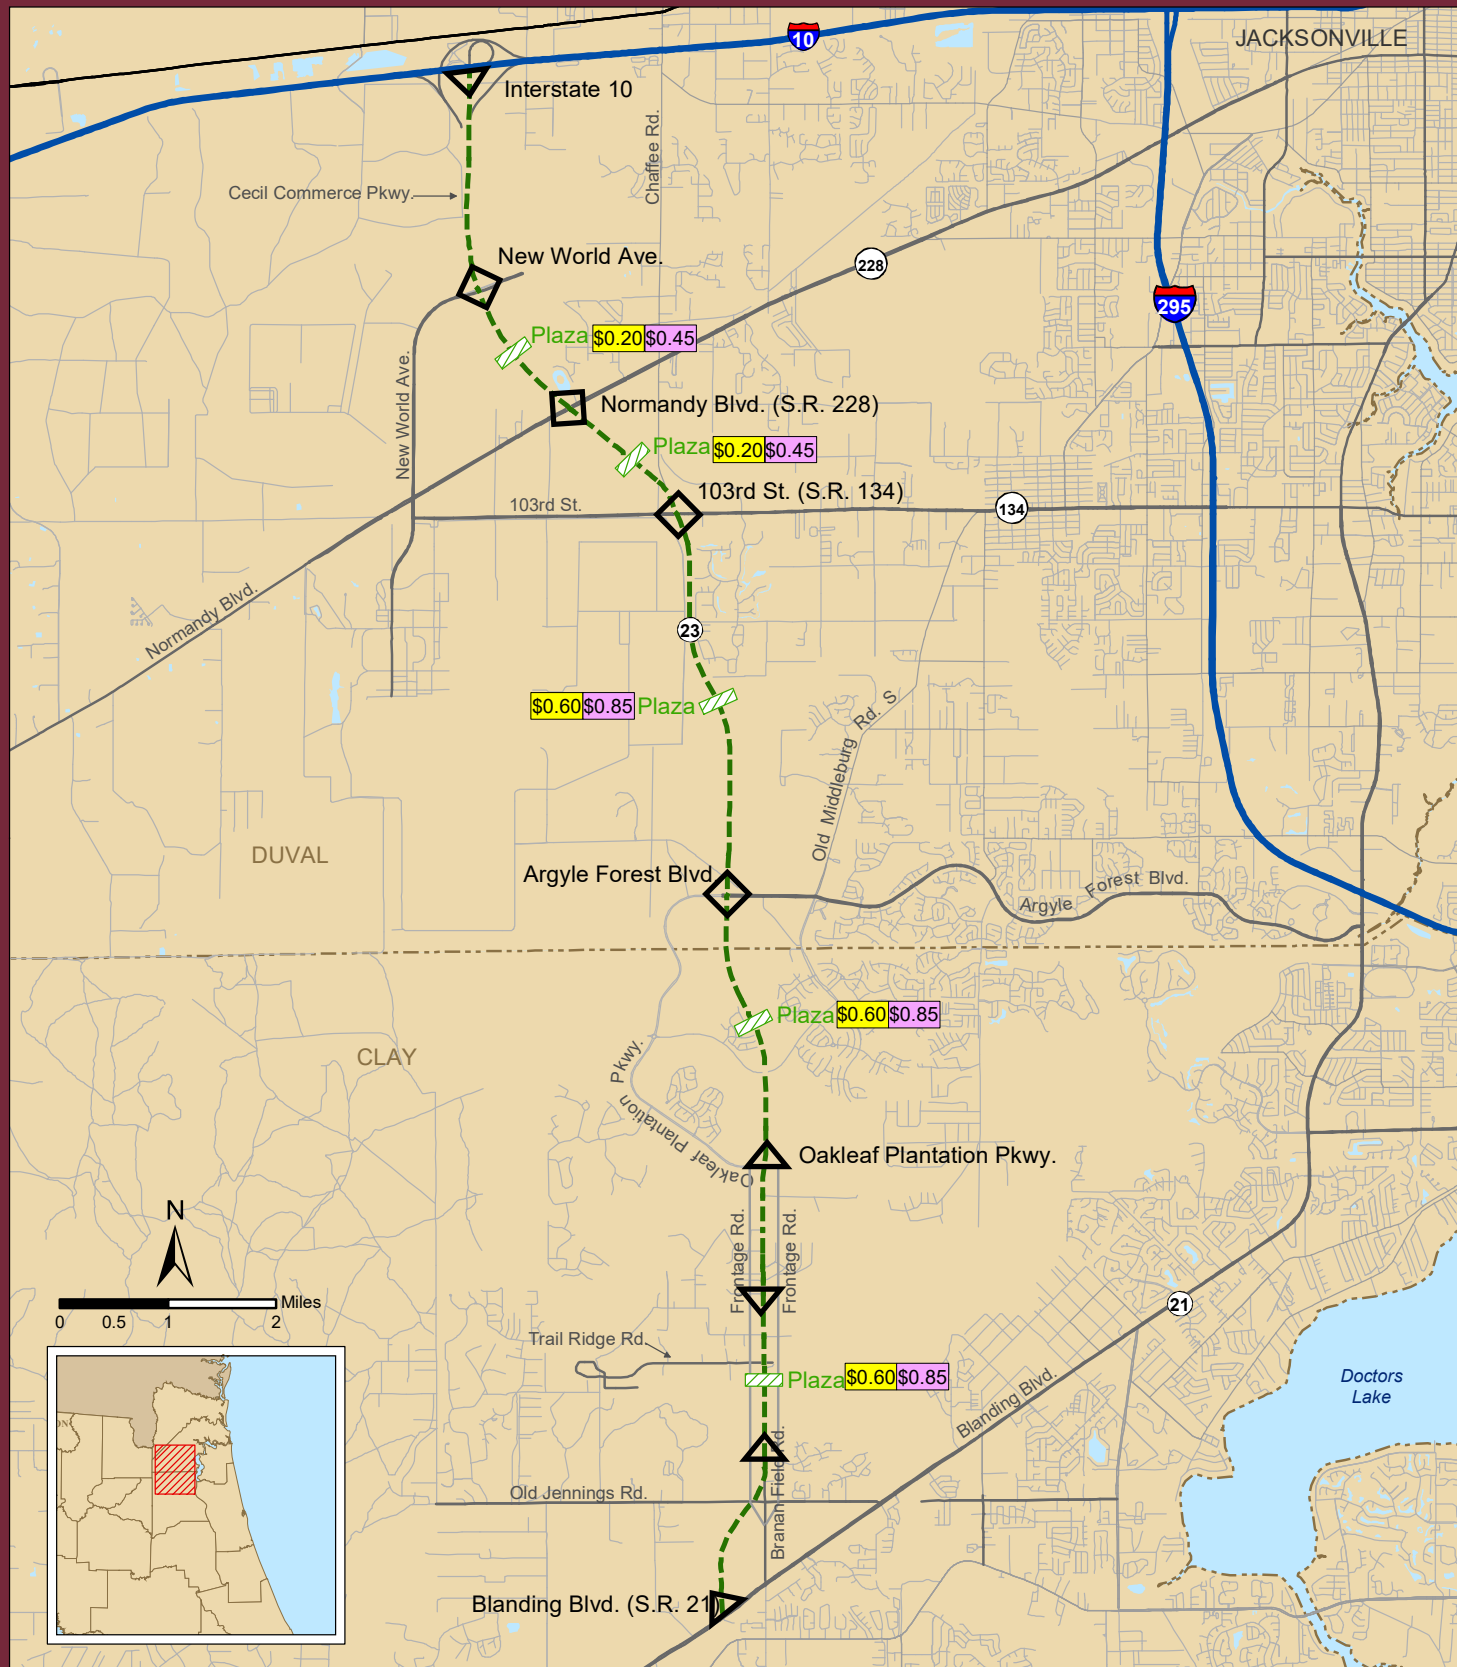 JACKSONVILLE
10
Interstate 10
Chaffee Rd.
Cecil Commerce Pkwy.
New World Ave.
228
295
Plaza $0.20 $0.45
New World Ave.
Normandy Blvd. (S.R. 228)
Plaza $0.20 $0.45
103rd St. (S.R. 134)
103rd St.
134
Normandy Blvd.
23
$0.60 $0.85 Plaza
Old Middleburg Rd. S
DUVAL
Argyle Forest Blvd.
Argyle Forest Blvd.
Plaza $0.60 $0.85
CLAY
Oakleaf Plantation Pkwy.
Oakleaf Plantation Pkwy.
N
Frontage Rd.
Frontage Rd.
Miles
0 0.5 1 2
21
Trail Ridge Rd.
Plaza $0.60 $0.85
Doctors
Lake
Blanding Blvd.
Branan Field Rd.
Old Jennings Rd.
Blanding Blvd. (S.R. 21)